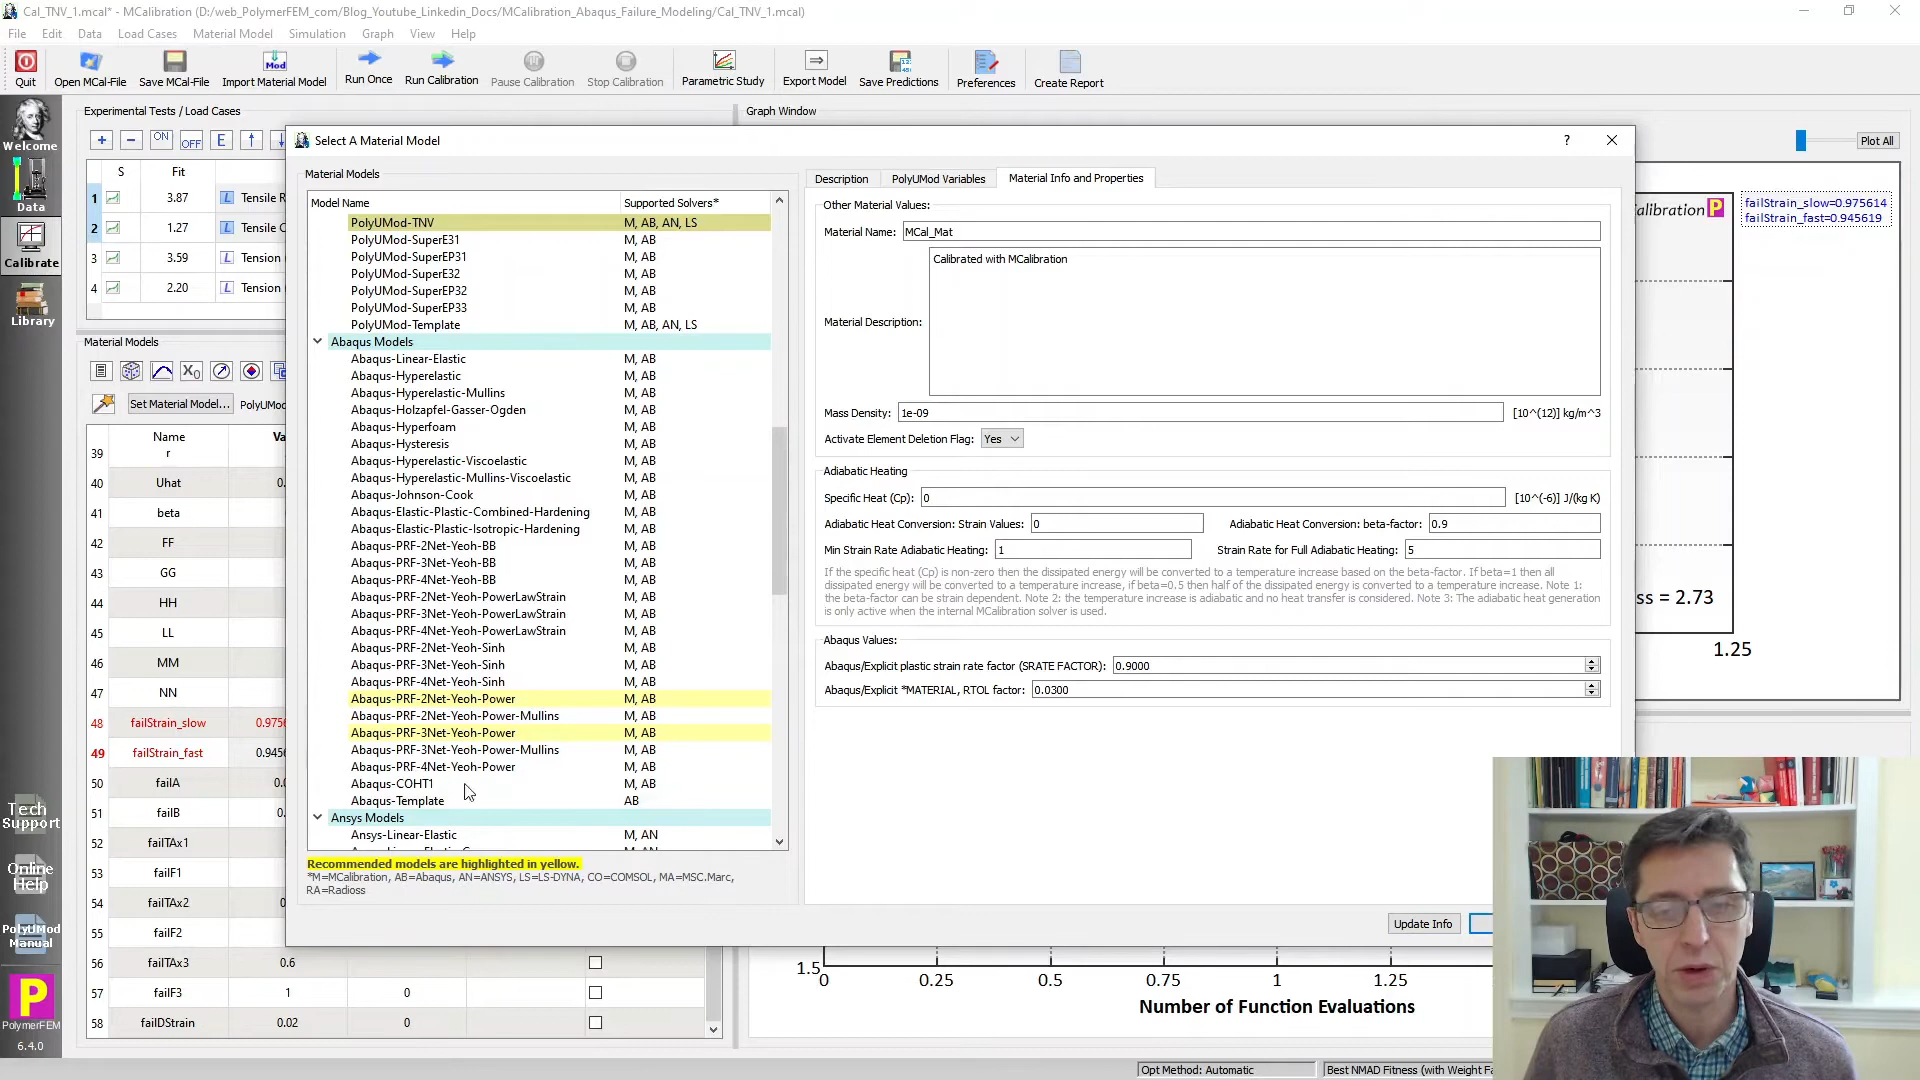 Cal_TNV_1.mcal* - MCalibration (D:/web_PolymerFEM_com/Blog_Youtube_Linkedin_Docs/MCalibration_Abaqus_Failure_Modeling/Cal_TNV_1.mcal)
File Edit Data Load Cases Material Model Simulation Graph View Help
Quit Open MCal-File Save MCal-File Import Material Model Run Once Run Calibration Pause Calibration Stop Calibration Parametric Study Export Model Save Predictions Preferences Create Report
Welcome
Data
Calibrate
Library
Tech Support
Online Help
PolyUMod Manual
PolymerFEM
6.4.0
Experimental Tests / Load Cases
ON OFF E
S Fit
1 3.87 L Tensile
2 1.27 L Tensile
3 3.59 L Tension
4 2.20 L Tension
Material Models
Set Material Model...
Name
39 r
40 Uhat
41 beta
42 FF
43 GG
44 HH
45 LL
46 MM
47 NN
48 failStrain_slow
49 failStrain_fast
50 failA
51 failB
52 failTAx1
53 failF1
54 failTAx2
55 failF2
56 failTAx3 0.6
57 failF3 1 0
58 failDStrain 0.02 0
Select A Material Model
Material Models
Model Name Supported Solvers*
PolyUMod-TNV M, AB, AN, LS
PolyUMod-SuperE31 M, AB
PolyUMod-SuperEP31 M, AB
PolyUMod-SuperE32 M, AB
PolyUMod-SuperEP32 M, AB
PolyUMod-SuperEP33 M, AB
PolyUMod-Template M, AB, AN, LS
Abaqus Models
Abaqus-Linear-Elastic M, AB
Abaqus-Hyperelastic M, AB
Abaqus-Hyperelastic-Mullins M, AB
Abaqus-Holzapfel-Gasser-Ogden M, AB
Abaqus-Hyperfoam M, AB
Abaqus-Hysteresis M, AB
Abaqus-Hyperelastic-Viscoelastic M, AB
Abaqus-Hyperelastic-Mullins-Viscoelastic M, AB
Abaqus-Johnson-Cook M, AB
Abaqus-Elastic-Plastic-Combined-Hardening M, AB
Abaqus-Elastic-Plastic-Isotropic-Hardening M, AB
Abaqus-PRF-2Net-Yeoh-BB M, AB
Abaqus-PRF-3Net-Yeoh-BB M, AB
Abaqus-PRF-4Net-Yeoh-BB M, AB
Abaqus-PRF-2Net-Yeoh-PowerLawStrain M, AB
Abaqus-PRF-3Net-Yeoh-PowerLawStrain M, AB
Abaqus-PRF-4Net-Yeoh-PowerLawStrain M, AB
Abaqus-PRF-2Net-Yeoh-Sinh M, AB
Abaqus-PRF-3Net-Yeoh-Sinh M, AB
Abaqus-PRF-4Net-Yeoh-Sinh M, AB
Abaqus-PRF-2Net-Yeoh-Power M, AB
Abaqus-PRF-2Net-Yeoh-Power-Mullins M, AB
Abaqus-PRF-3Net-Yeoh-Power M, AB
Abaqus-PRF-3Net-Yeoh-Power-Mullins M, AB
Abaqus-PRF-4Net-Yeoh-Power M, AB
Abaqus-COHT1 M, AB
Abaqus-Template AB
Ansys Models
Ansys-Linear-Elastic M, AN
Recommended models are highlighted in yellow.
*M=MCalibration, AB=Abaqus, AN=ANSYS, LS=LS-DYNA, CO=COMSOL, MA=MSC.Marc,
RA=Radioss
Description PolyUMod Variables Material Info and Properties
Other Material Values:
Material Name: MCal_Mat
Material Description: Calibrated with MCalibration
Mass Density: 1e-09 [10^(12)] kg/m^3
Activate Element Deletion Flag: Yes
Adiabatic Heating
Specific Heat (Cp): 0 [10^(-6)] J/(kg K)
Adiabatic Heat Conversion: Strain Values: 0 Adiabatic Heat Conversion: beta-factor: 0.9
Min Strain Rate Adiabatic Heating: 1 Strain Rate for Full Adiabatic Heating: 5
If the specific heat (Cp) is non-zero then the dissipated energy will be converted to a temperature increase based on the beta-factor. If beta=1 then all
dissipated energy will be converted to a temperature increase, if beta=0.5 then half of the dissipated energy is converted to a temperature increase. Note 1:
the beta-factor can be strain dependent. Note 2: the temperature increase is adiabatic and no heat transfer is considered. Note 3: The adiabatic heat generation
is only active when the internal MCalibration solver is used.
Abaqus Values:
Abaqus/Explicit plastic strain rate factor (SRATE FACTOR): 0.9000
Abaqus/Explicit *MATERIAL, RTOL factor: 0.0300
Update Info
Graph Window
Plot All
failStrain_slow=0.975614
failStrain_fast=0.945619
ss = 2.73
1.25
1.5
0 0.25 0.5 0.75 1 1.25
Number of Function Evaluations
Opt Method: Automatic
Best NMAD Fitness (with Weight